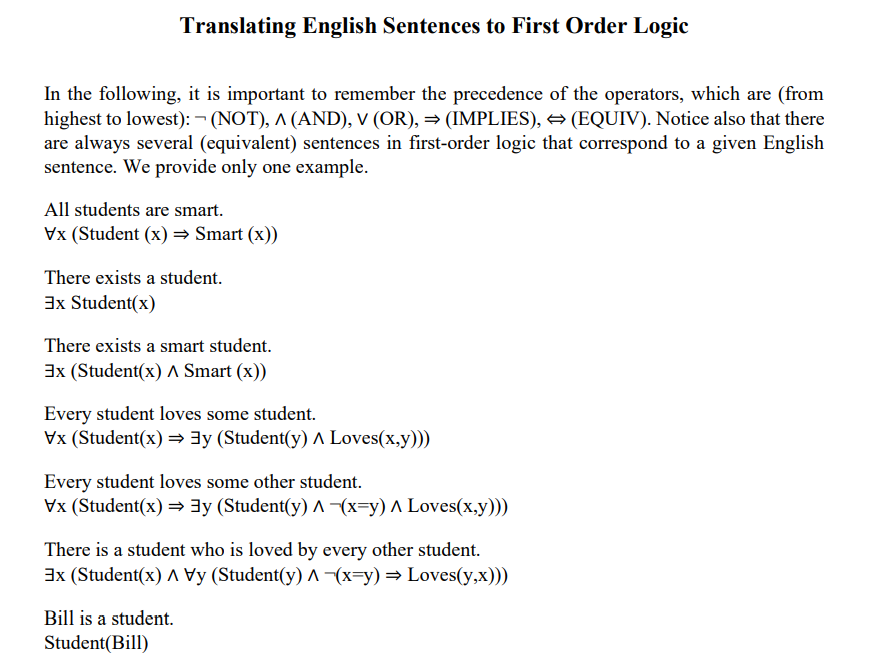 Translating English Sentences to First Order Logic
In the following, it is important to remember the precedence of the operators, which are (from
highest to lowest): ¬ (NOT), ∧ (AND), ∨ (OR), ⇒ (IMPLIES), ⇔ (EQUIV). Notice also that there
are always several (equivalent) sentences in first-order logic that correspond to a given English
sentence. We provide only one example.
All students are smart.
∀x (Student (x) ⇒ Smart (x))
There exists a student.
∃x Student(x)
There exists a smart student.
∃x (Student(x) ∧ Smart (x))
Every student loves some student.
∀x (Student(x) ⇒ ∃y (Student(y) ∧ Loves(x,y)))
Every student loves some other student.
∀x (Student(x) ⇒ ∃y (Student(y) ∧ ¬(x=y) ∧ Loves(x,y)))
There is a student who is loved by every other student.
∃x (Student(x) ∧ ∀y (Student(y) ∧ ¬(x=y) ⇒ Loves(y,x)))
Bill is a student.
Student(Bill)